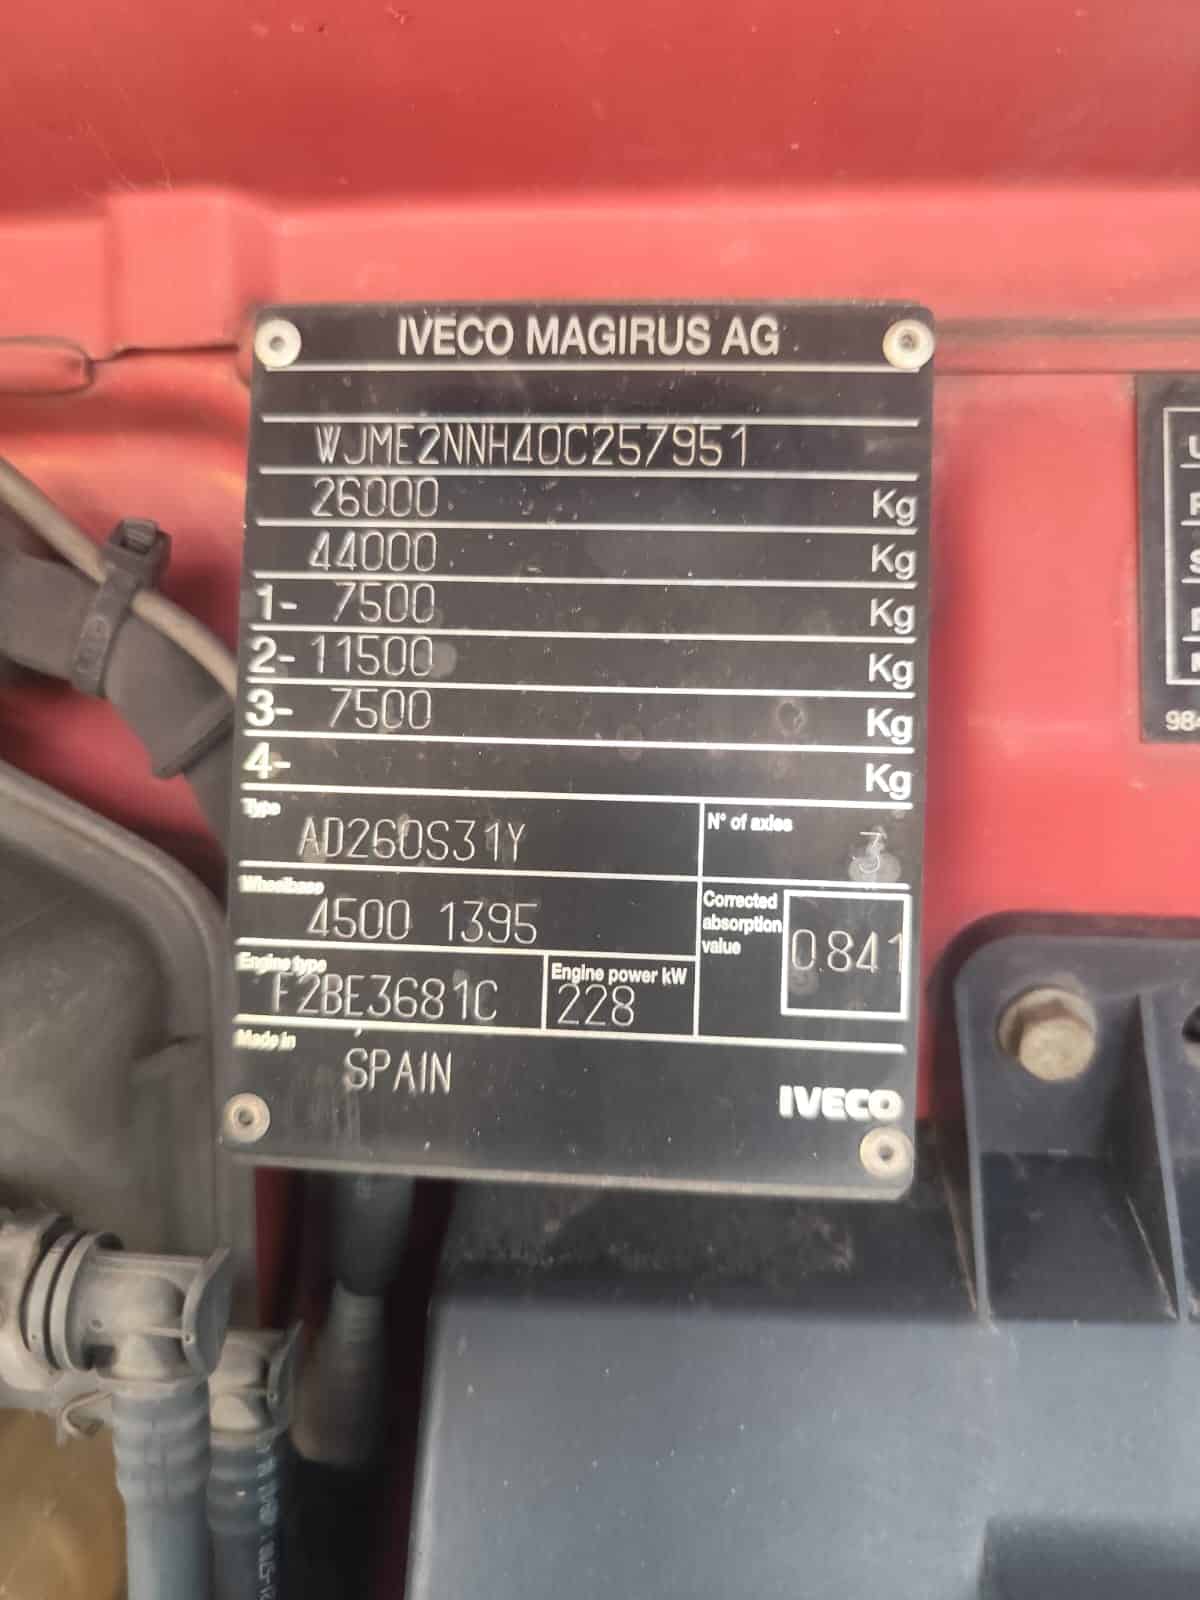 IVECO MAGIRUS AG
WJME2NNH40C257951
26000 Kg
44000 Kg
1- 7500 Kg
2- 11500 Kg
3- 7500 Kg
4- Kg
Type
AD260S31Y
N° of axles
3
Wheelbase
4500 1395
Corrected
absorption
value
0.841
Engine type
F2BE3681C
Engine power kW
228
Made in
SPAIN
IVECO
98